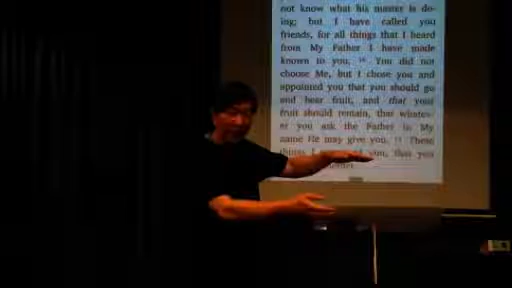 not know what his master is do-
ing; but I have called you
friends, for all things that I heard
from My Father I have made
known to you. 16 You did not
choose Me, but I chose you and
appointed you that you should go
and bear fruit, and that your
fruit should remain, that whatev-
er you ask the Father in My
name He may give you. 17 These
things I you, that you